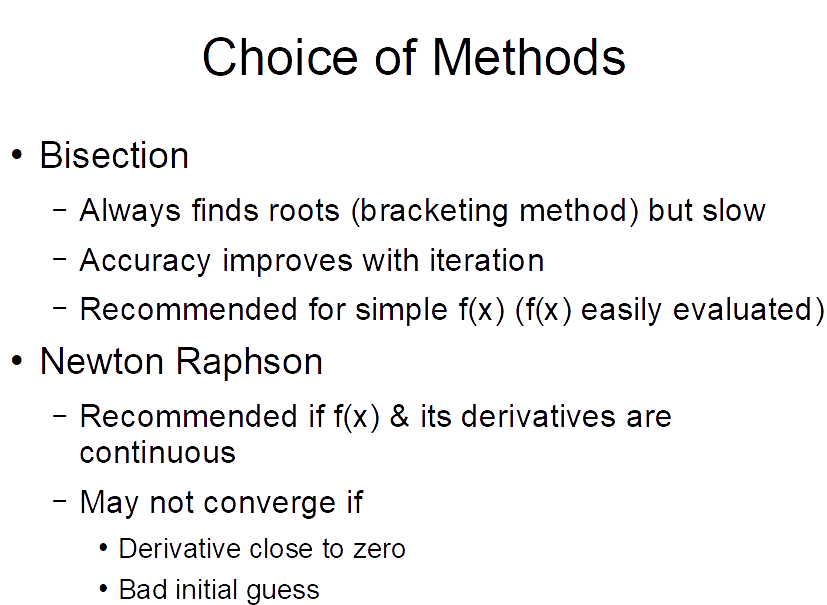 Choice of Methods
• Bisection
– Always finds roots (bracketing method) but slow
– Accuracy improves with iteration
– Recommended for simple f(x) (f(x) easily evaluated)
• Newton Raphson
– Recommended if f(x) & its derivatives are
continuous
– May not converge if
• Derivative close to zero
• Bad initial guess